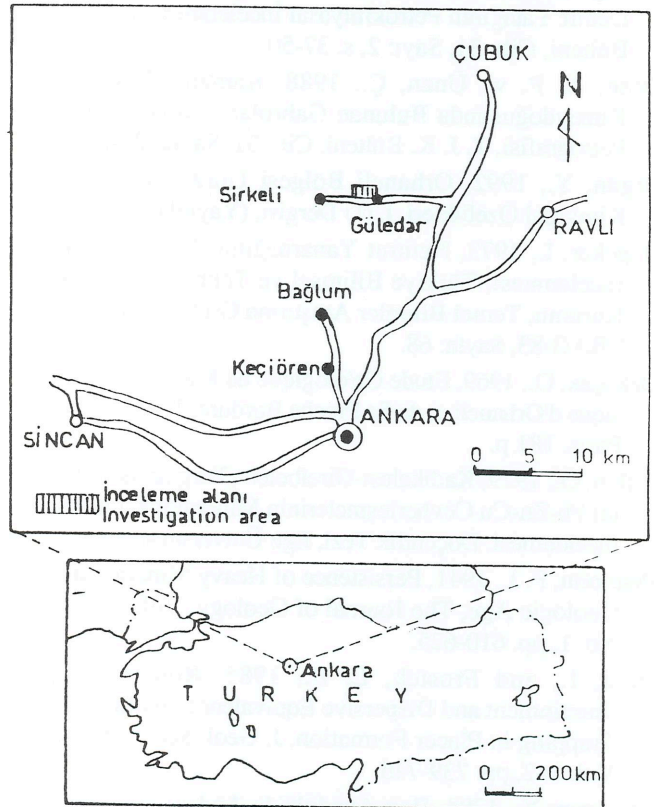 ÇUBUK
N
Sirkeli
Güledar
RAVLI
Bağlum
Keçiören
ANKARA
SİNCAN
0 5 10 km
İnceleme alanı
Investigation area
Ankara
TURKEY
0 200km